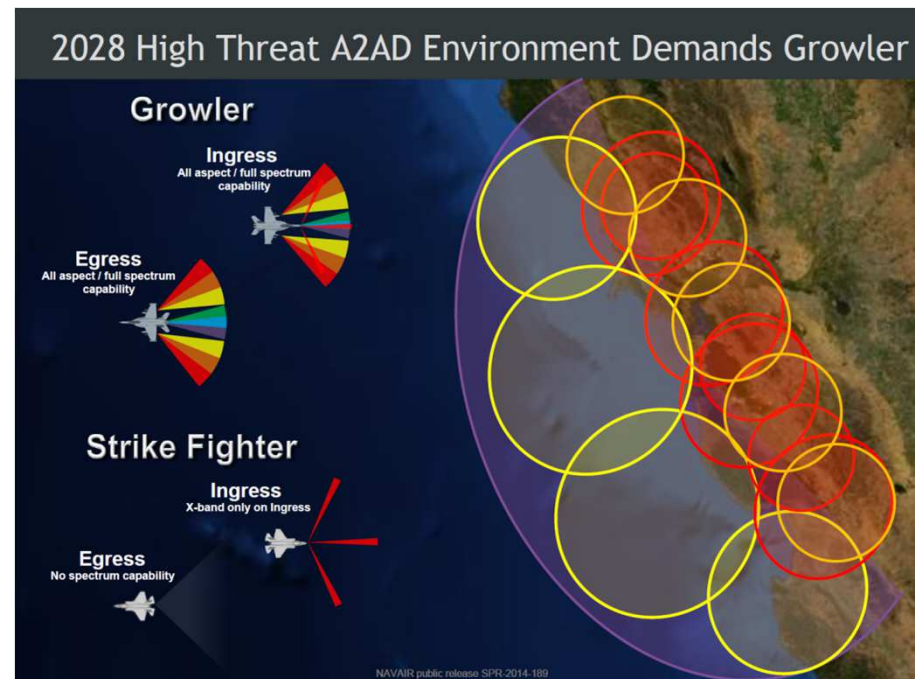 2028 High Threat A2AD Environment Demands Growler
Growler
Ingress
All aspect / full spectrum
capability
Egress
All aspect / full spectrum
capability
Strike Fighter
Ingress
X-band only on Ingress
Egress
No spectrum capability
NAVAIR public release SPR-2014-189